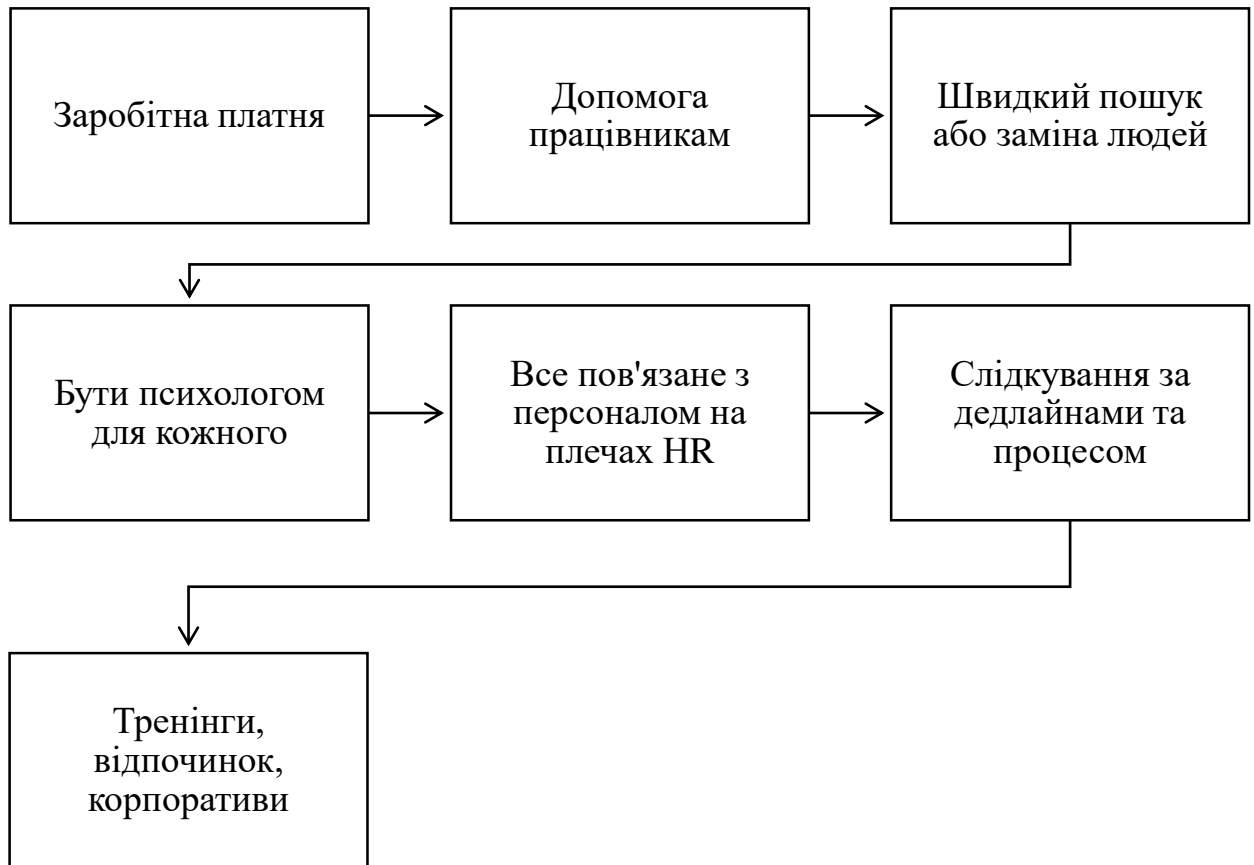 Заробітна платня
Допомога
працівникам
Швидкий пошук
або заміна людей
Бути психологом
для кожного
Все пов'язане з
персоналом на
плечах HR
Слідкування за
дедлайнами та
процесом
Тренінги,
відпочинок,
корпоративи